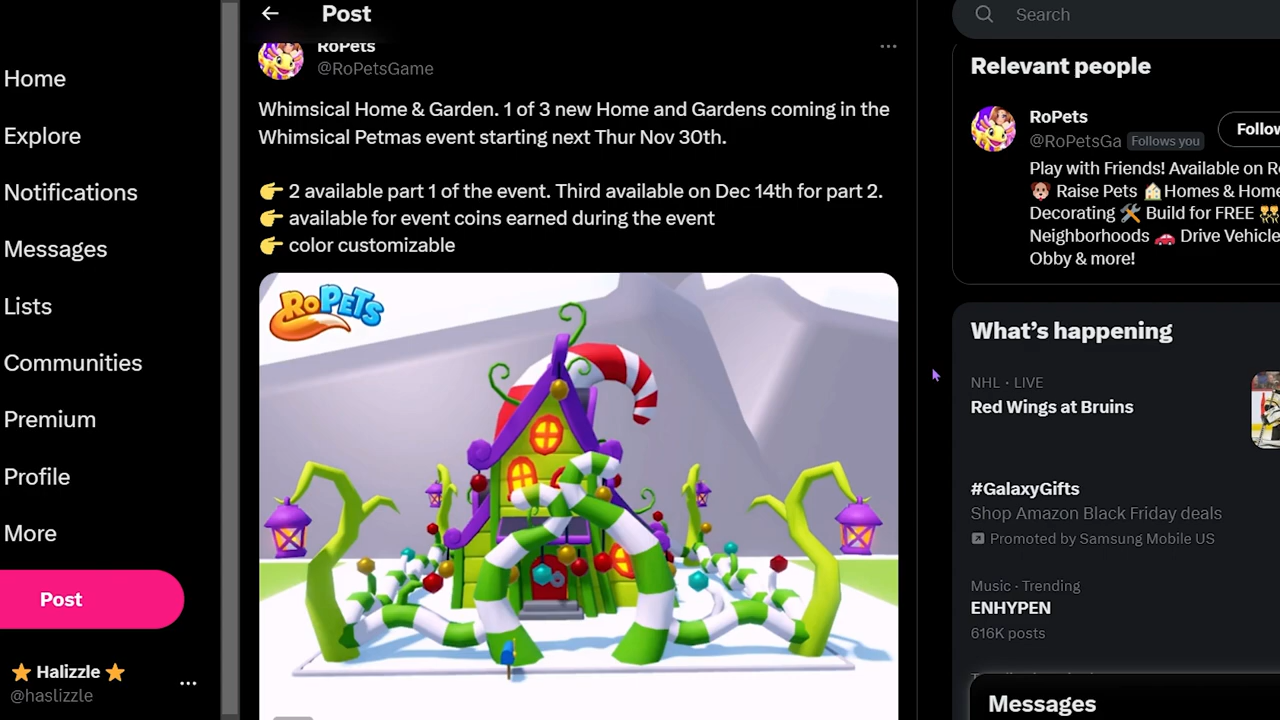 Home
Explore
Notifications
Messages
Lists
Communities
Premium
Profile
More
Post
⭐ Halizzle ⭐
@haslizzle
Post
RoPets
@RoPetsGame
Whimsical Home & Garden. 1 of 3 new Home and Gardens coming in the
Whimsical Petmas event starting next Thur Nov 30th.
👉 2 available part 1 of the event. Third available on Dec 14th for part 2.
👉 available for event coins earned during the event
👉 color customizable
RoPETS
Search
Relevant people
RoPets
@RoPetsGa Follows you
Follow
Play with Friends! Available on R
🐶 Raise Pets 🏠Homes & Home
Decorating 🛠 Build for FREE 👯
Neighborhoods 🚗 Drive Vehicle
Obby & more!
What's happening
NHL · LIVE
Red Wings at Bruins
#GalaxyGifts
Shop Amazon Black Friday deals
Promoted by Samsung Mobile US
Music · Trending
ENHYPEN
616K posts
Messages